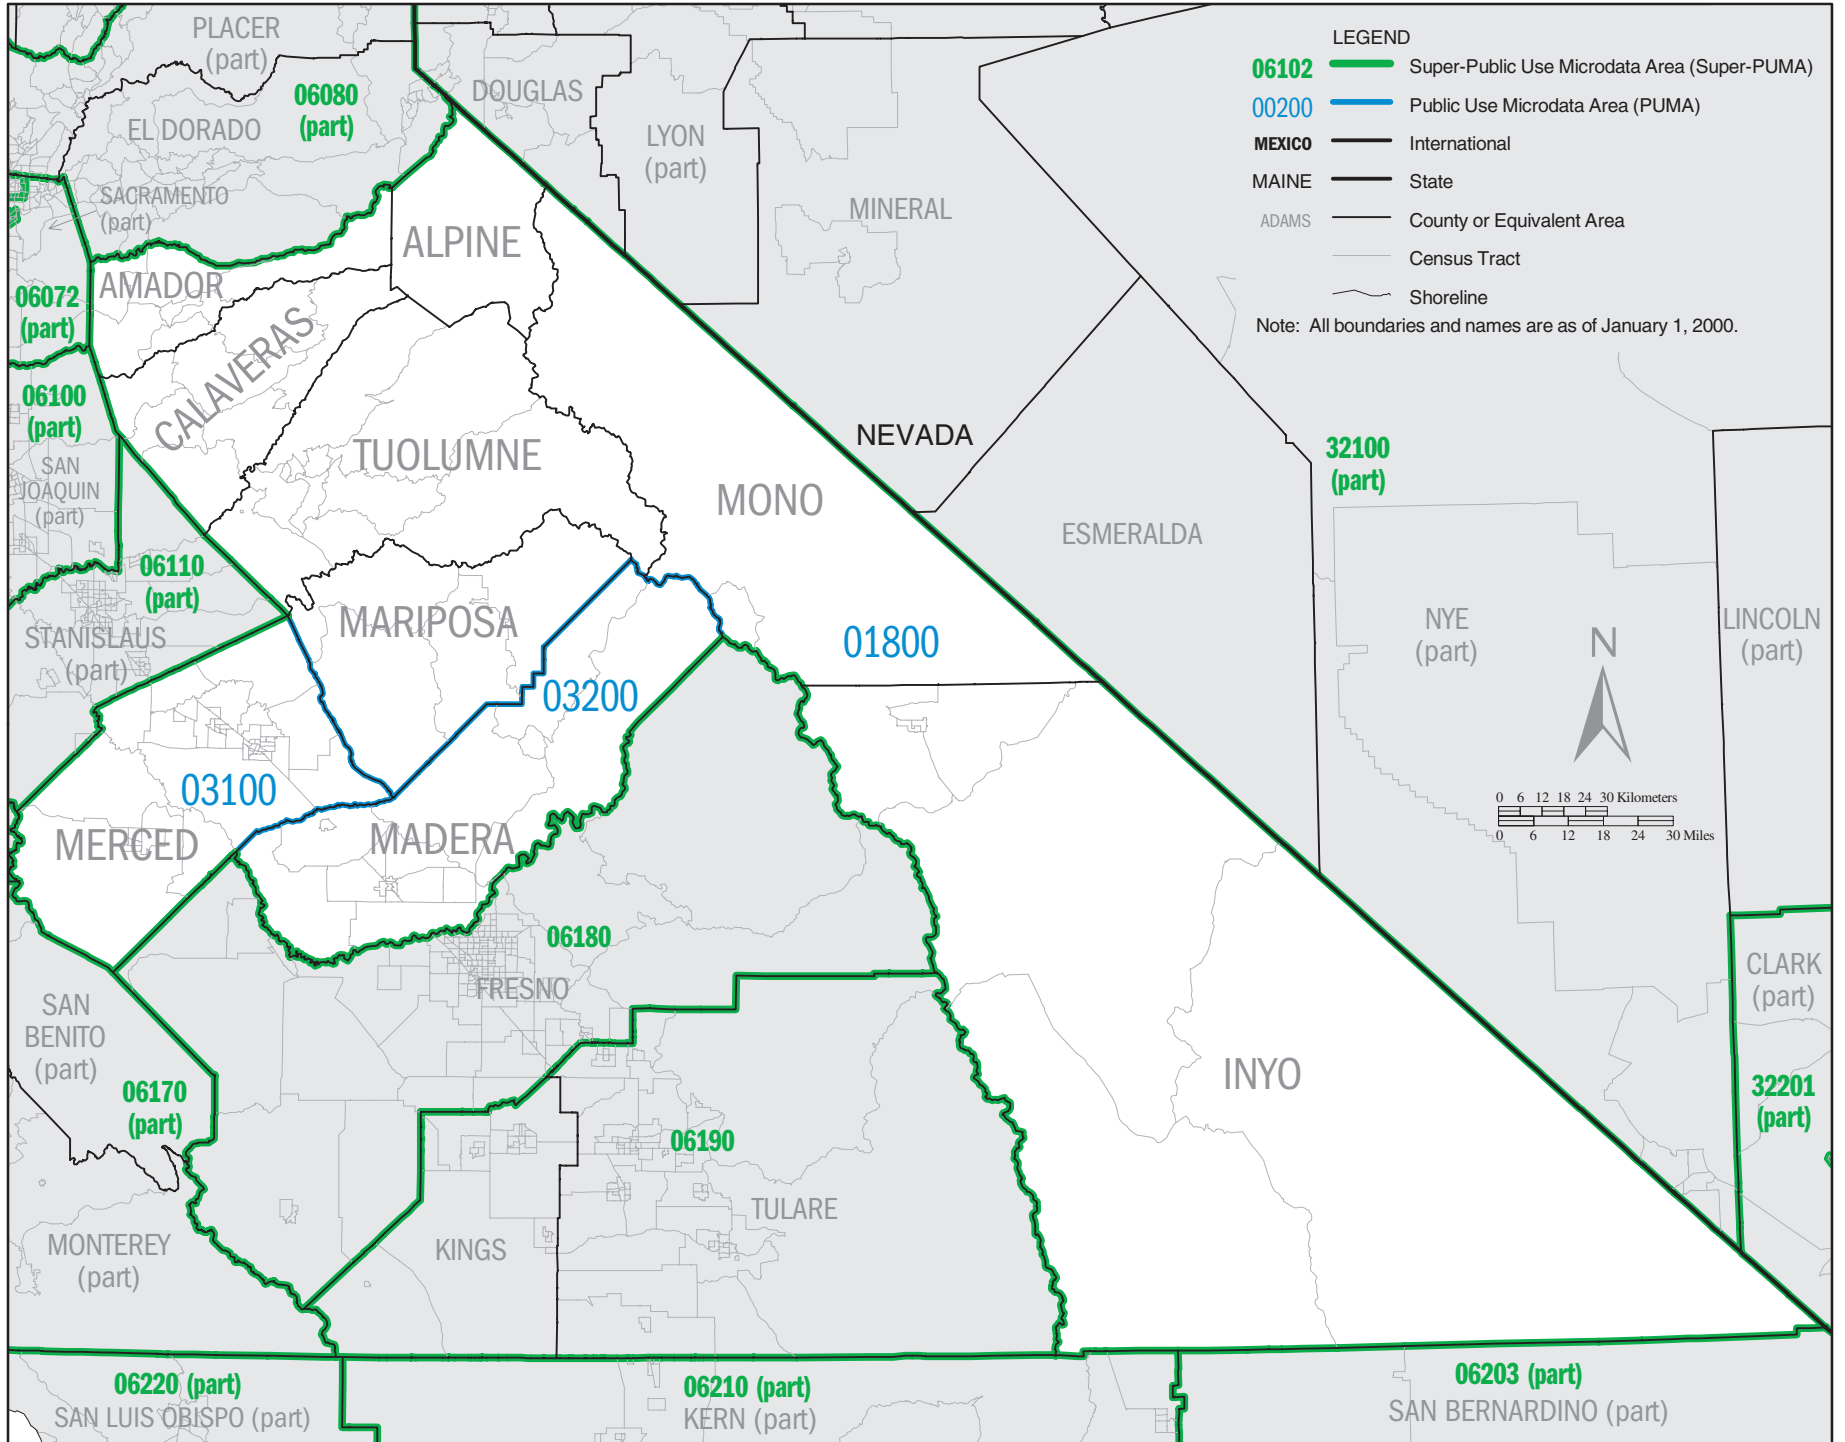 LEGEND
06102 Super-Public Use Microdata Area (Super-PUMA)
00200 Public Use Microdata Area (PUMA)
MEXICO International
MAINE State
ADAMS County or Equivalent Area
Census Tract
Shoreline
Note: All boundaries and names are as of January 1, 2000.
PLACER
(part)
06080
(part)
EL DORADO
DOUGLAS
LYON
(part)
MINERAL
SACRAMENTO
(part)
ALPINE
AMADOR
06072
(part)
CALAVERAS
06100
(part)
TUOLUMNE
NEVADA
32100
(part)
SAN
JOAQUIN
(part)
MONO
ESMERALDA
06110
(part)
STANISLAUS
(part)
MARIPOSA
01800
NYE
(part)
LINCOLN
(part)
N
03200
03100
0 6 12 18 24 30 Kilometers
0 6 12 18 24 30 Miles
MERCED
MADERA
06180
FRESNO
CLARK
(part)
SAN
BENITO
(part)
06170
(part)
INYO
32201
(part)
06190
TULARE
KINGS
MONTEREY
(part)
06220 (part)
SAN LUIS OBISPO (part)
06210 (part)
KERN (part)
06203 (part)
SAN BERNARDINO (part)